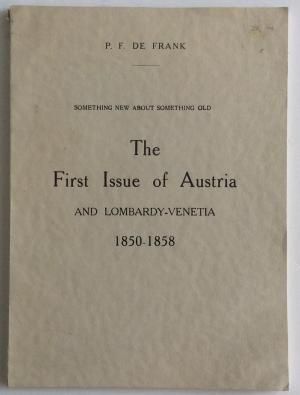 P. F. DE FRANK
SOMETHING NEW ABOUT SOMETHING OLD
The
First Issue of Austria
AND LOMBARDY-VENETIA
1850-1858